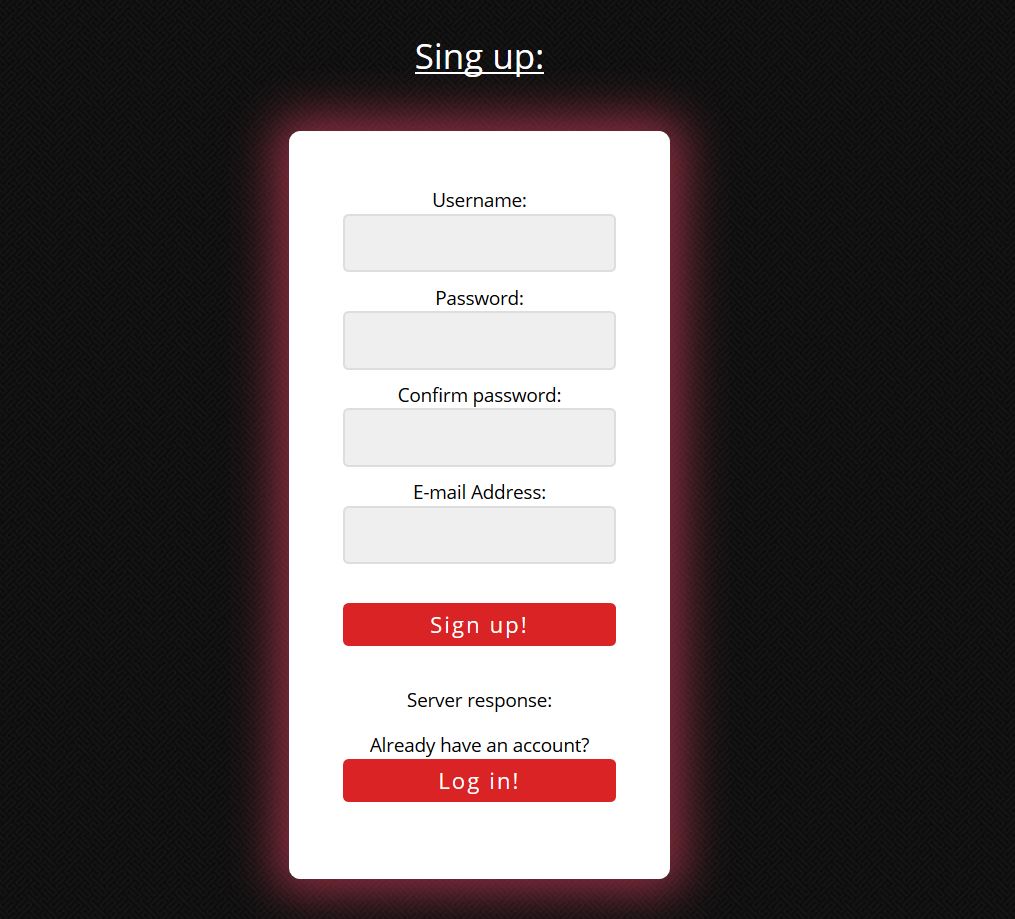 Sing up:
Username:
Password:
Confirm password:
E-mail Address:
Sign up!
Server response:
Already have an account?
Log in!